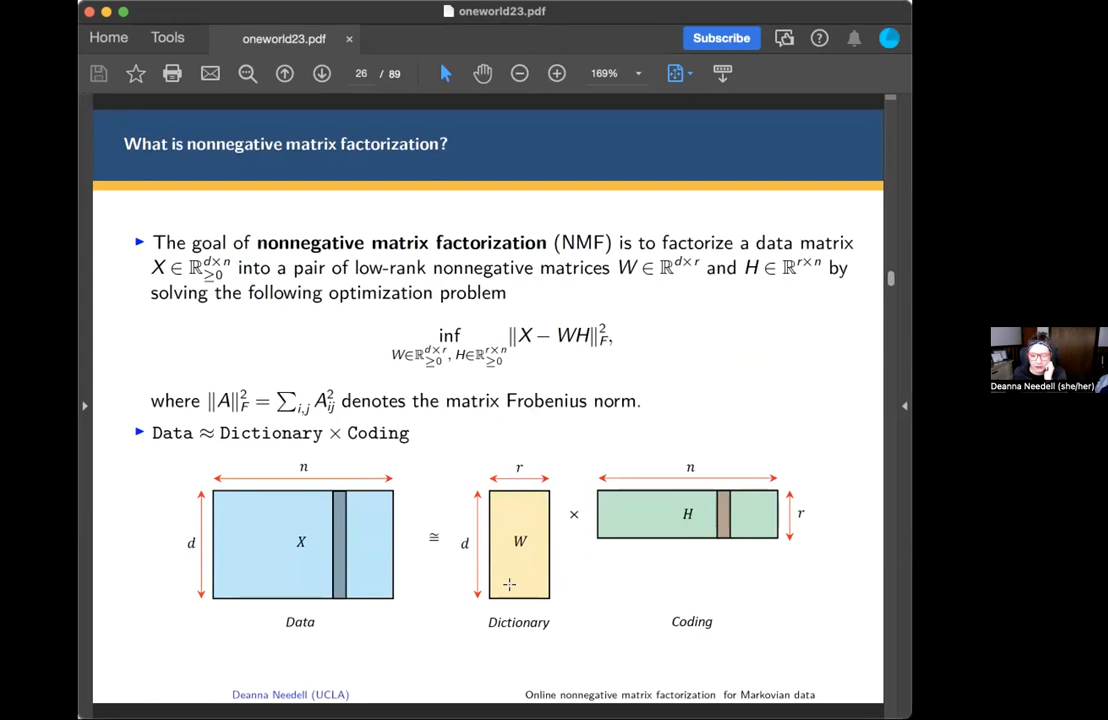 oneworld23.pdf
Home Tools oneworld23.pdf × Subscribe
26 / 89 169%
What is nonnegative matrix factorization?
The goal of nonnegative matrix factorization (NMF) is to factorize a data matrix
X ∈ ℝ^{d×n}_{≥0} into a pair of low-rank nonnegative matrices W ∈ ℝ^{d×r} and H ∈ ℝ^{r×n} by
solving the following optimization problem
inf_{W∈ℝ^{d×r}_{≥0}, H∈ℝ^{r×n}_{≥0}} ‖X − WH‖²_F,
where ‖A‖²_F = ∑_{i,j} A²_{ij} denotes the matrix Frobenius norm.
Data ≈ Dictionary × Coding
n r n
d X ≅ d W × H r
Data Dictionary Coding
Deanna Needell (UCLA) Online nonnegative matrix factorization for Markovian data
Deanna Needell (she/her)